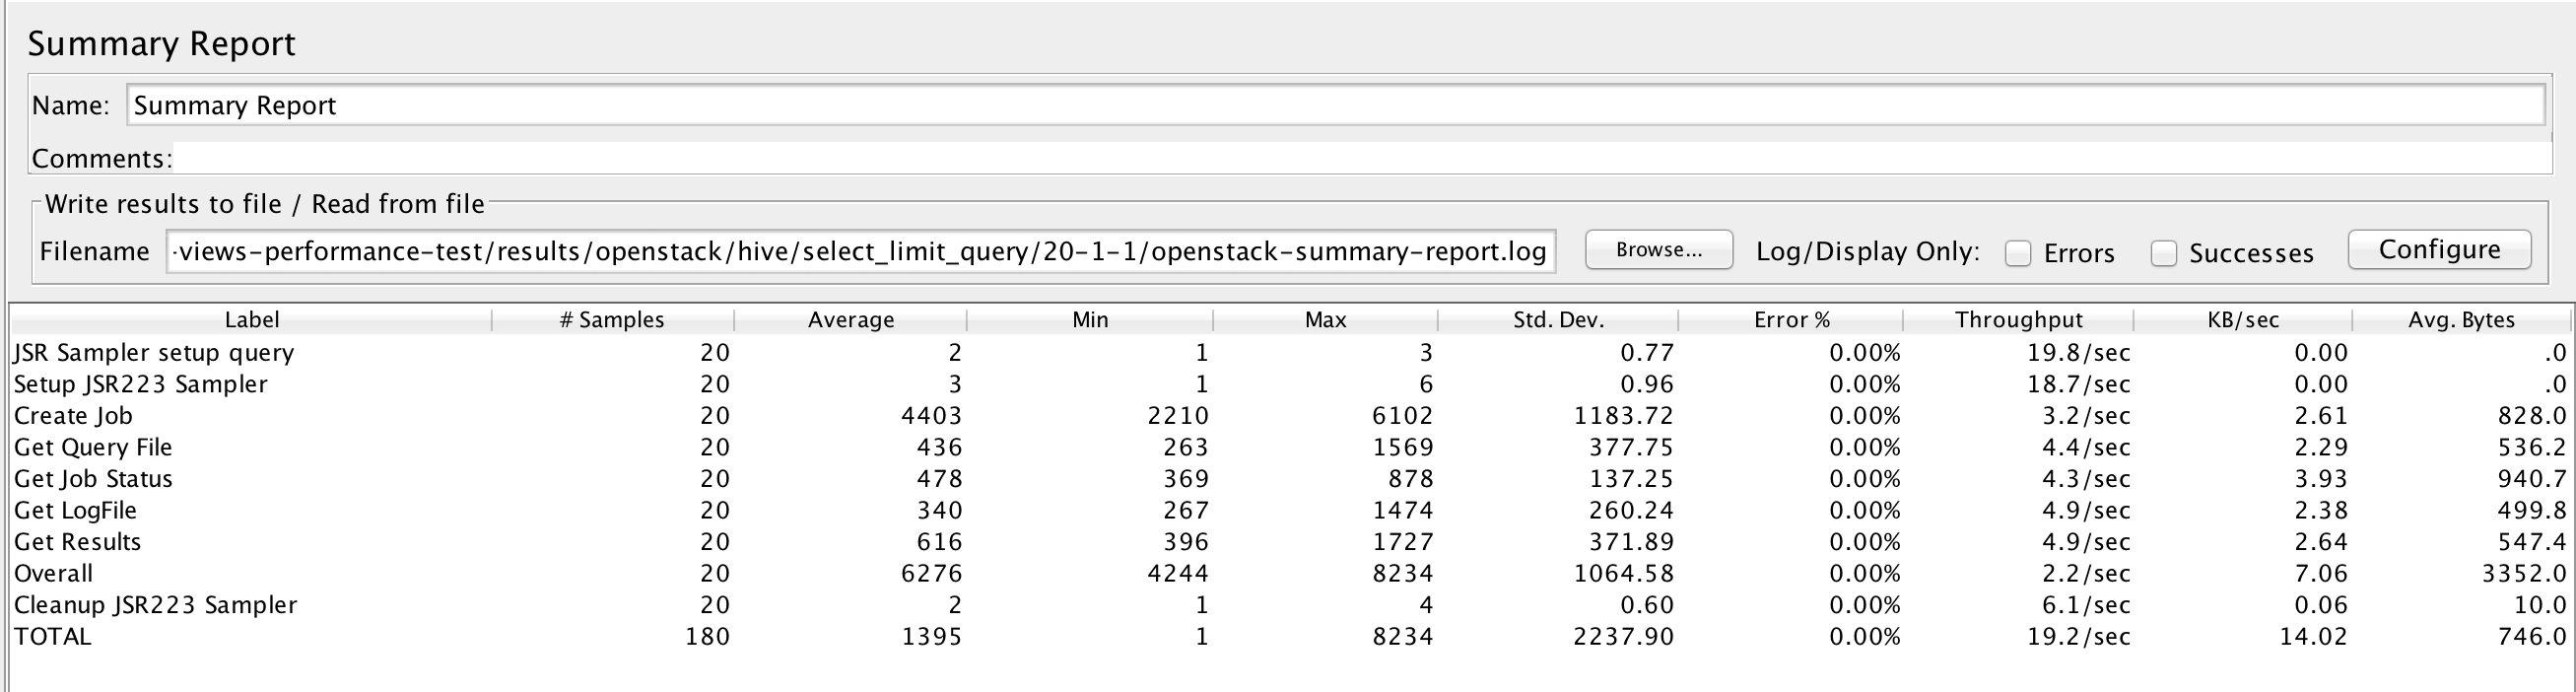 Summary Report
Name: Summary Report
Comments:
Write results to file / Read from file
Filename -views-performance-test/results/openstack/hive/select_limit_query/20-1-1/openstack-summary-report.log Browse... Log/Display Only: Errors Successes Configure
Label # Samples Average Min Max Std. Dev. Error % Throughput KB/sec Avg. Bytes
JSR Sampler setup query 20 2 1 3 0.77 0.00% 19.8/sec 0.00 .0
Setup JSR223 Sampler 20 3 1 6 0.96 0.00% 18.7/sec 0.00 .0
Create Job 20 4403 2210 6102 1183.72 0.00% 3.2/sec 2.61 828.0
Get Query File 20 436 263 1569 377.75 0.00% 4.4/sec 2.29 536.2
Get Job Status 20 478 369 878 137.25 0.00% 4.3/sec 3.93 940.7
Get LogFile 20 340 267 1474 260.24 0.00% 4.9/sec 2.38 499.8
Get Results 20 616 396 1727 371.89 0.00% 4.9/sec 2.64 547.4
Overall 20 6276 4244 8234 1064.58 0.00% 2.2/sec 7.06 3352.0
Cleanup JSR223 Sampler 20 2 1 4 0.60 0.00% 6.1/sec 0.06 10.0
TOTAL 180 1395 1 8234 2237.90 0.00% 19.2/sec 14.02 746.0